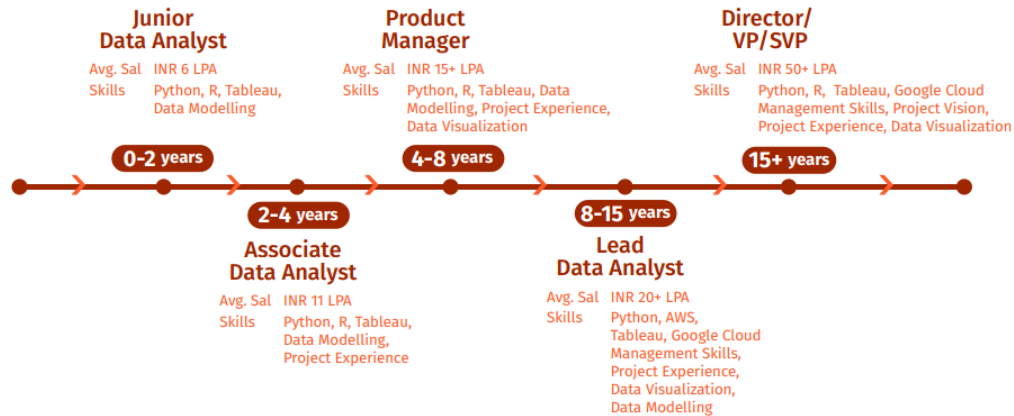 Junior
Data Analyst
Avg. Sal INR 6 LPA
Skills Python, R, Tableau,
Data Modelling
0-2 years
2-4 years
Associate
Data Analyst
Avg. Sal INR 11 LPA
Skills Python, R, Tableau,
Data Modelling,
Project Experience
Product
Manager
Avg. Sal INR 15+ LPA
Skills Python, R, Tableau, Data
Modelling, Project Experience,
Data Visualization
4-8 years
8-15 years
Lead
Data Analyst
Avg. Sal INR 20+ LPA
Skills Python, AWS,
Tableau, Google Cloud
Management Skills,
Project Experience,
Data Visualization,
Data Modelling
Director/
VP/SVP
Avg. Sal INR 50+ LPA
Skills Python, R, Tableau, Google Cloud
Management Skills, Project Vision,
Project Experience, Data Visualization
15+ years